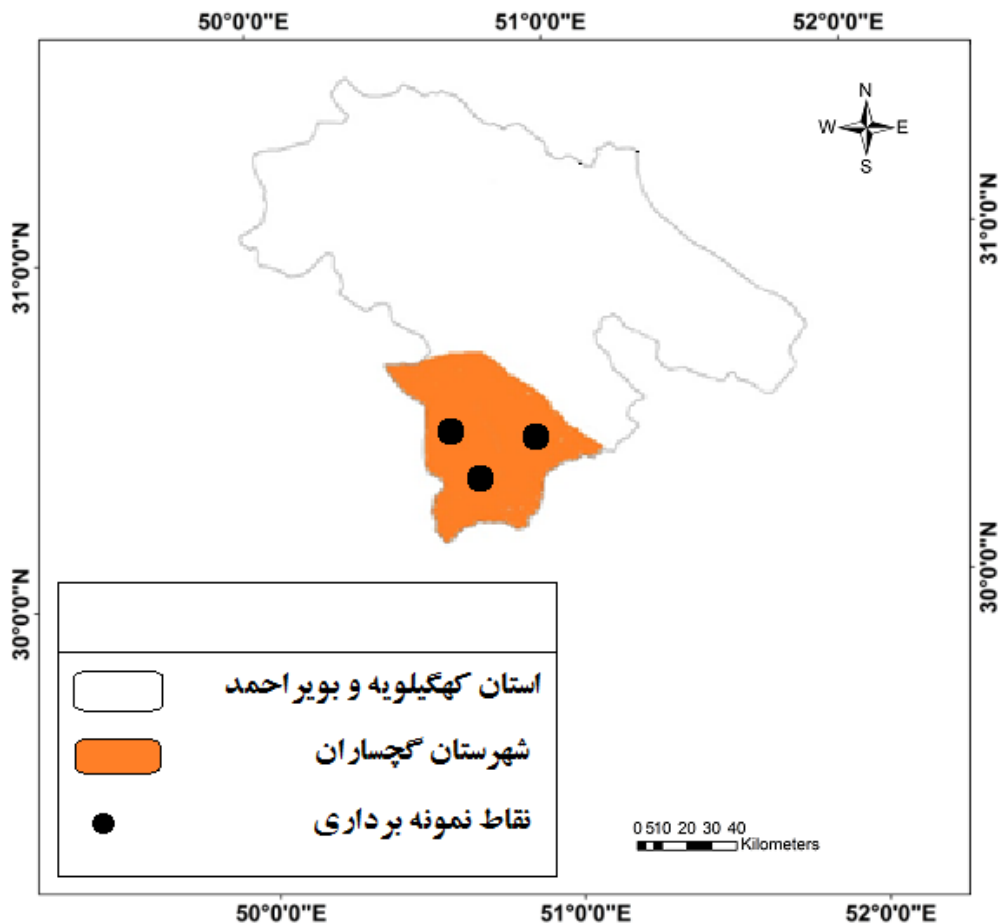 50°0'0"E 51°0'0"E 52°0'0"E
N
W E
S
31°0'0"N
31°0'0"N
30°0'0"N
30°0'0"N
استان کهگیلویه و بویراحمد
شهرستان گچساران
نقاط نمونه برداری
0 510 20 30 40
Kilometers
50°0'0"E 51°0'0"E 52°0'0"E